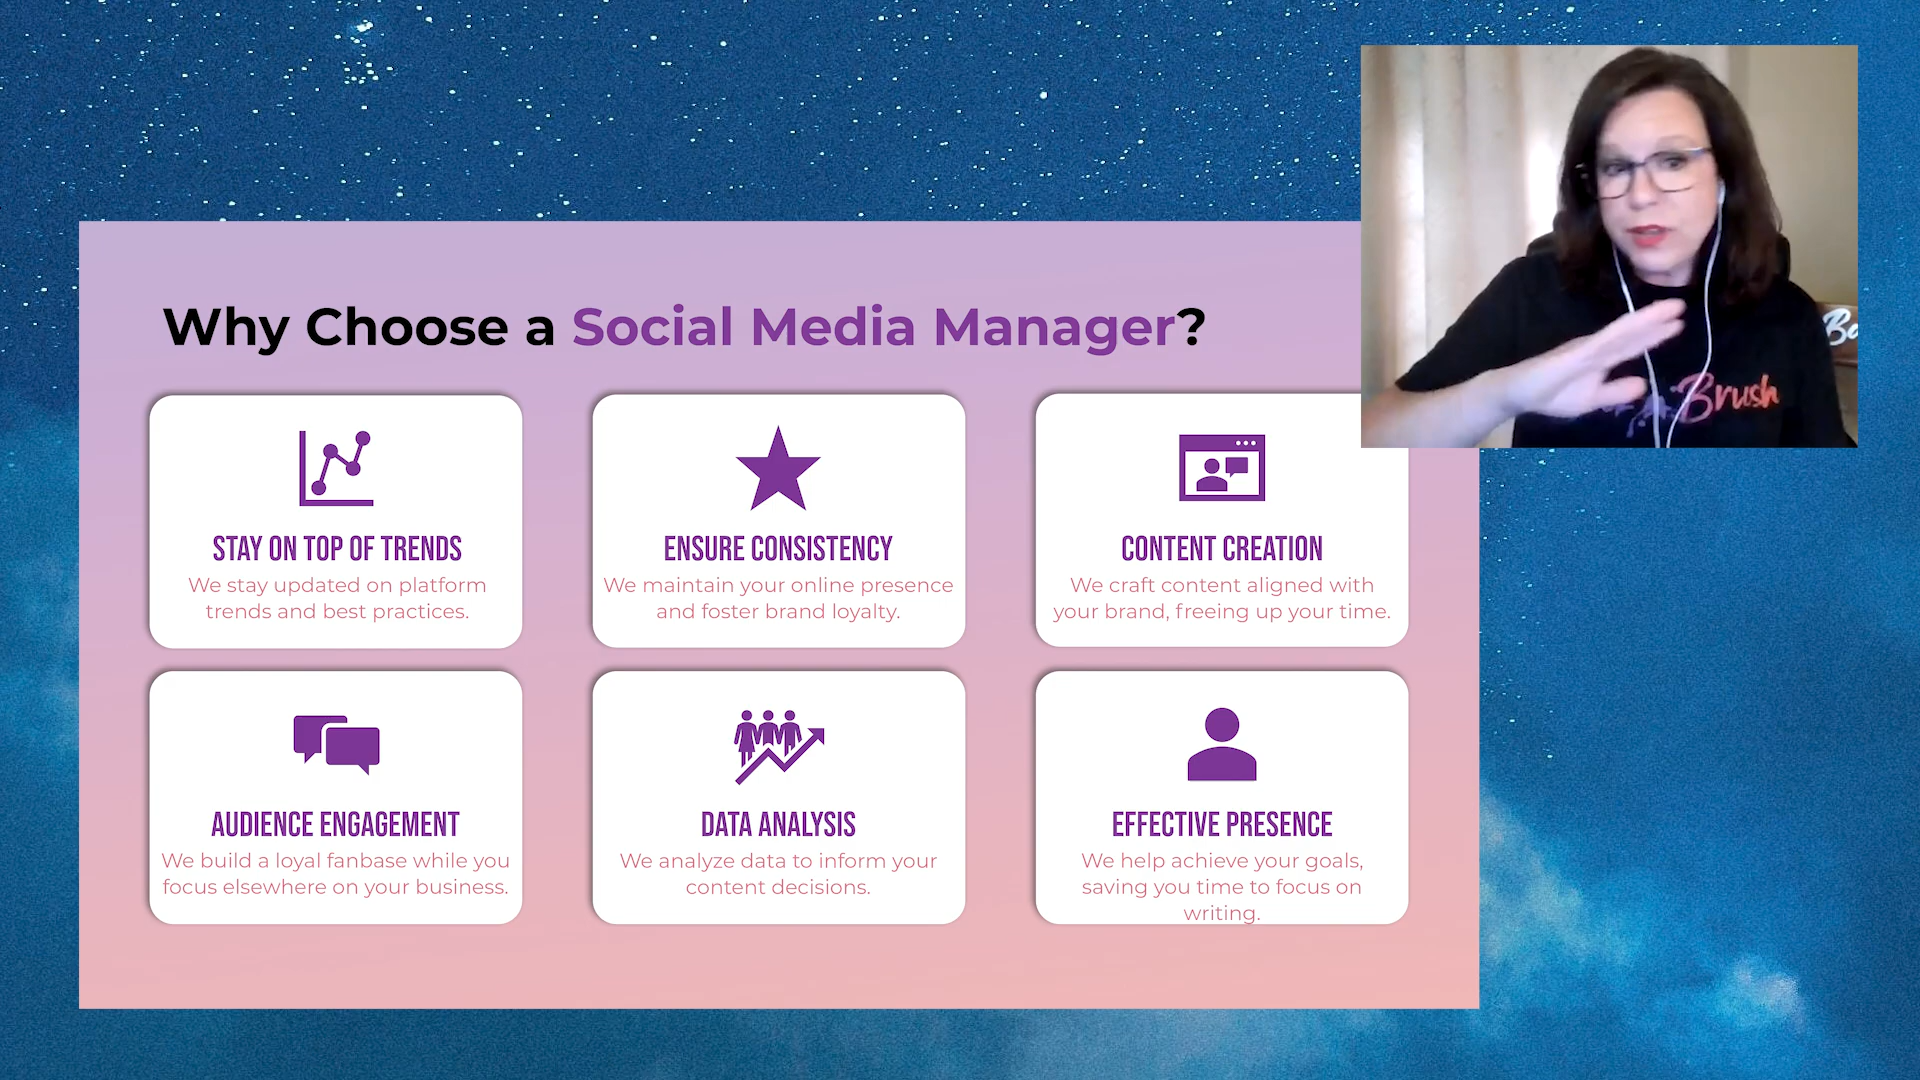 Why Choose a Social Media Manager?
STAY ON TOP OF TRENDS
We stay updated on platform
trends and best practices.
ENSURE CONSISTENCY
We maintain your online presence
and foster brand loyalty.
CONTENT CREATION
We craft content aligned with
your brand, freeing up your time.
AUDIENCE ENGAGEMENT
We build a loyal fanbase while you
focus elsewhere on your business.
DATA ANALYSIS
We analyze data to inform your
content decisions.
EFFECTIVE PRESENCE
We help achieve your goals,
saving you time to focus on
writing.
Brush